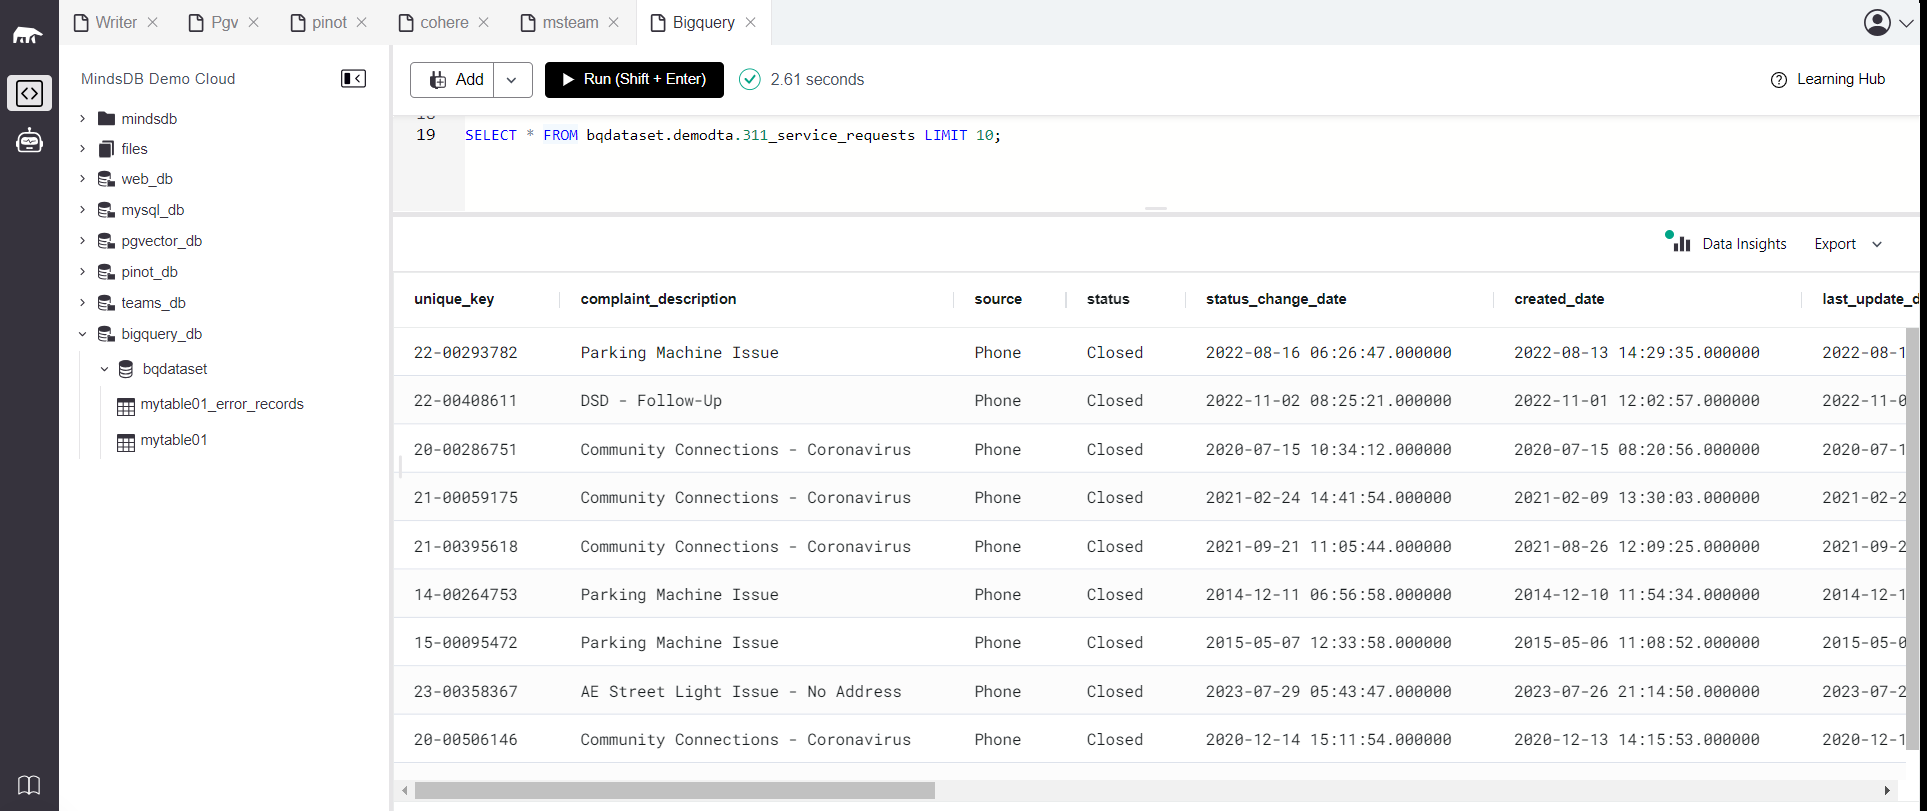 Writer Pgv pinot cohere msteam Bigquery
MindsDB Demo Cloud
mindsdb
files
web_db
mysql_db
pgvector_db
pinot_db
teams_db
bigquery_db
bqdataset
mytable01_error_records
mytable01
Add Run (Shift + Enter) 2.61 seconds Learning Hub
19 SELECT * FROM bqdataset.demodta.311_service_requests LIMIT 10;
Data Insights Export
unique_key complaint_description source status status_change_date created_date last_update_d
22-00293782 Parking Machine Issue Phone Closed 2022-08-16 06:26:47.000000 2022-08-13 14:29:35.000000 2022-08-1
22-00408611 DSD - Follow-Up Phone Closed 2022-11-02 08:25:21.000000 2022-11-01 12:02:57.000000 2022-11-0
20-00286751 Community Connections - Coronavirus Phone Closed 2020-07-15 10:34:12.000000 2020-07-15 08:20:56.000000 2020-07-1
21-00059175 Community Connections - Coronavirus Phone Closed 2021-02-24 14:41:54.000000 2021-02-09 13:30:03.000000 2021-02-2
21-00395618 Community Connections - Coronavirus Phone Closed 2021-09-21 11:05:44.000000 2021-08-26 12:09:25.000000 2021-09-2
14-00264753 Parking Machine Issue Phone Closed 2014-12-11 06:56:58.000000 2014-12-10 11:54:34.000000 2014-12-1
15-00095472 Parking Machine Issue Phone Closed 2015-05-07 12:33:58.000000 2015-05-06 11:08:52.000000 2015-05-0
23-00358367 AE Street Light Issue - No Address Phone Closed 2023-07-29 05:43:47.000000 2023-07-26 21:14:50.000000 2023-07-2
20-00506146 Community Connections - Coronavirus Phone Closed 2020-12-14 15:11:54.000000 2020-12-13 14:15:53.000000 2020-12-1